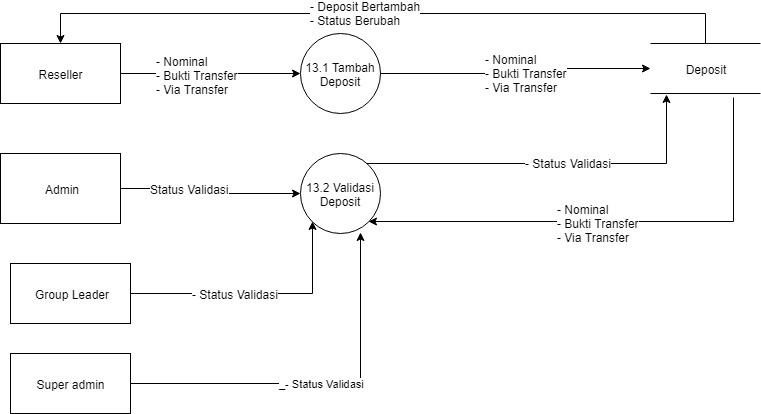 - Deposit Bertambah
- Status Berubah
Reseller
- Nominal
- Bukti Transfer
- Via Transfer
13.1 Tambah
Deposit
- Nominal
- Bukti Transfer
- Via Transfer
Deposit
Admin
Status Validasi
13.2 Validasi
Deposit
- Status Validasi
- Nominal
- Bukti Transfer
- Via Transfer
Group Leader
- Status Validasi
Super admin
- Status Validasi